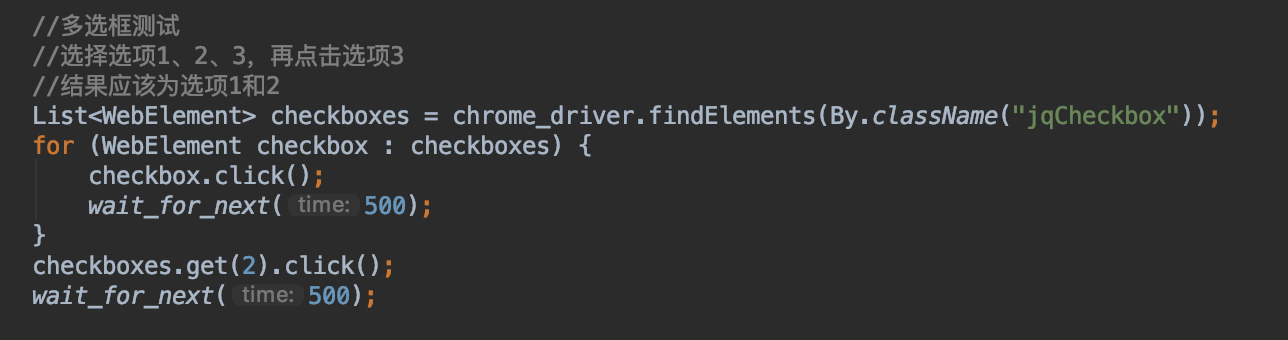 //多选框测试
//选择选项1、2、3，再点击选项3
//结果应该为选项1和2
List<WebElement> checkboxes = chrome_driver.findElements(By.className("jqCheckbox"));
for (WebElement checkbox : checkboxes) {
    checkbox.click();
    wait_for_next( time: 500);
}
checkboxes.get(2).click();
wait_for_next( time: 500);